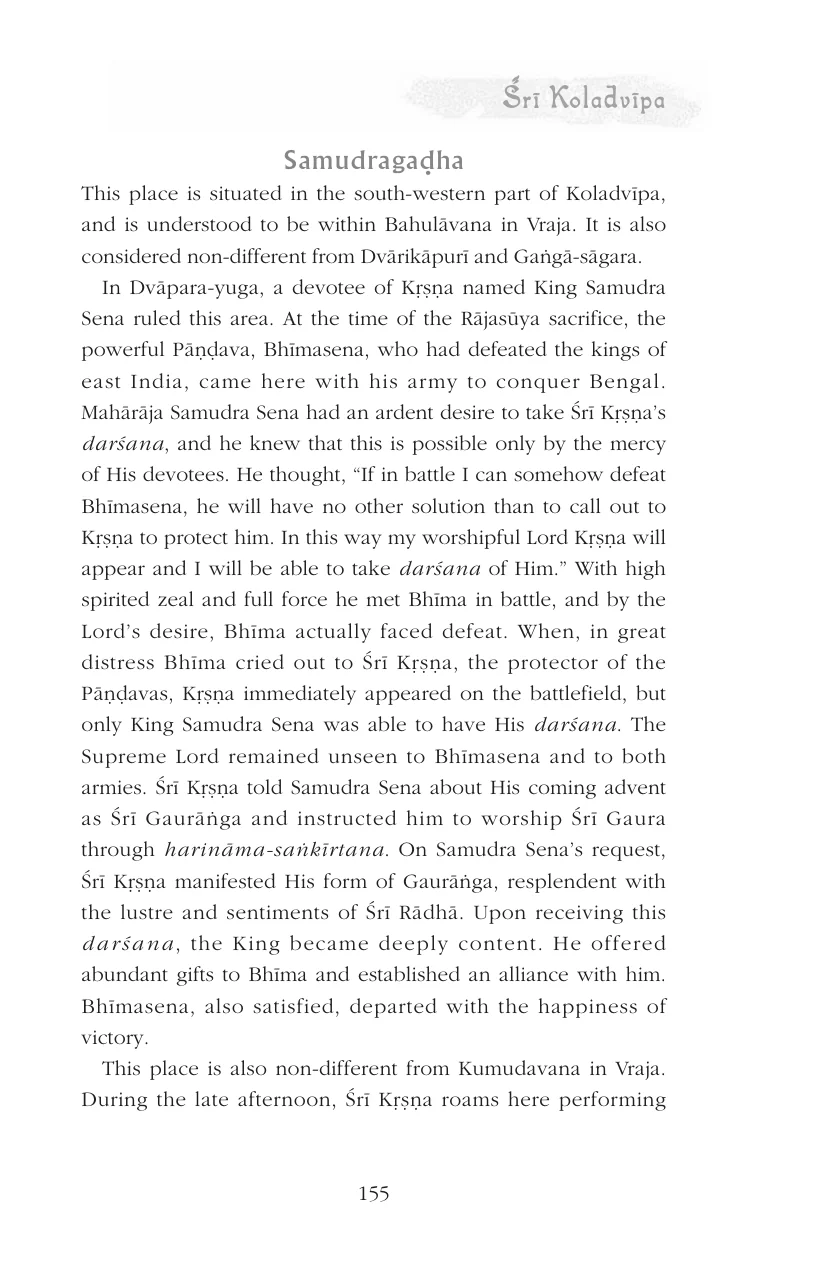 Śrī Koladvīpa
Samudragaḍha
This place is situated in the south-western part of Koladvīpa,
and is understood to be within Bahulāvana in Vraja. It is also
considered non-different from Dvārikāpurī and Gaṅgā-sāgara.
In Dvāpara-yuga, a devotee of Kṛṣṇa named King Samudra
Sena ruled this area. At the time of the Rājasūya sacrifice, the
powerful Pāṇḍava, Bhīmasena, who had defeated the kings of
east India, came here with his army to conquer Bengal.
Mahārāja Samudra Sena had an ardent desire to take Śrī Kṛṣṇa’s
darśana, and he knew that this is possible only by the mercy
of His devotees. He thought, “If in battle I can somehow defeat
Bhīmasena, he will have no other solution than to call out to
Kṛṣṇa to protect him. In this way my worshipful Lord Kṛṣṇa will
appear and I will be able to take darśana of Him.” With high
spirited zeal and full force he met Bhīma in battle, and by the
Lord’s desire, Bhīma actually faced defeat. When, in great
distress Bhīma cried out to Śrī Kṛṣṇa, the protector of the
Pāṇḍavas, Kṛṣṇa immediately appeared on the battlefield, but
only King Samudra Sena was able to have His darśana. The
Supreme Lord remained unseen to Bhīmasena and to both
armies. Śrī Kṛṣṇa told Samudra Sena about His coming advent
as Śrī Gaurāṅga and instructed him to worship Śrī Gaura
through harināma-saṅkīrtana. On Samudra Sena’s request,
Śrī Kṛṣṇa manifested His form of Gaurāṅga, resplendent with
the lustre and sentiments of Śrī Rādhā. Upon receiving this
darśana, the King became deeply content. He offered
abundant gifts to Bhīma and established an alliance with him.
Bhīmasena, also satisfied, departed with the happiness of
victory.
This place is also non-different from Kumudavana in Vraja.
During the late afternoon, Śrī Kṛṣṇa roams here performing
155